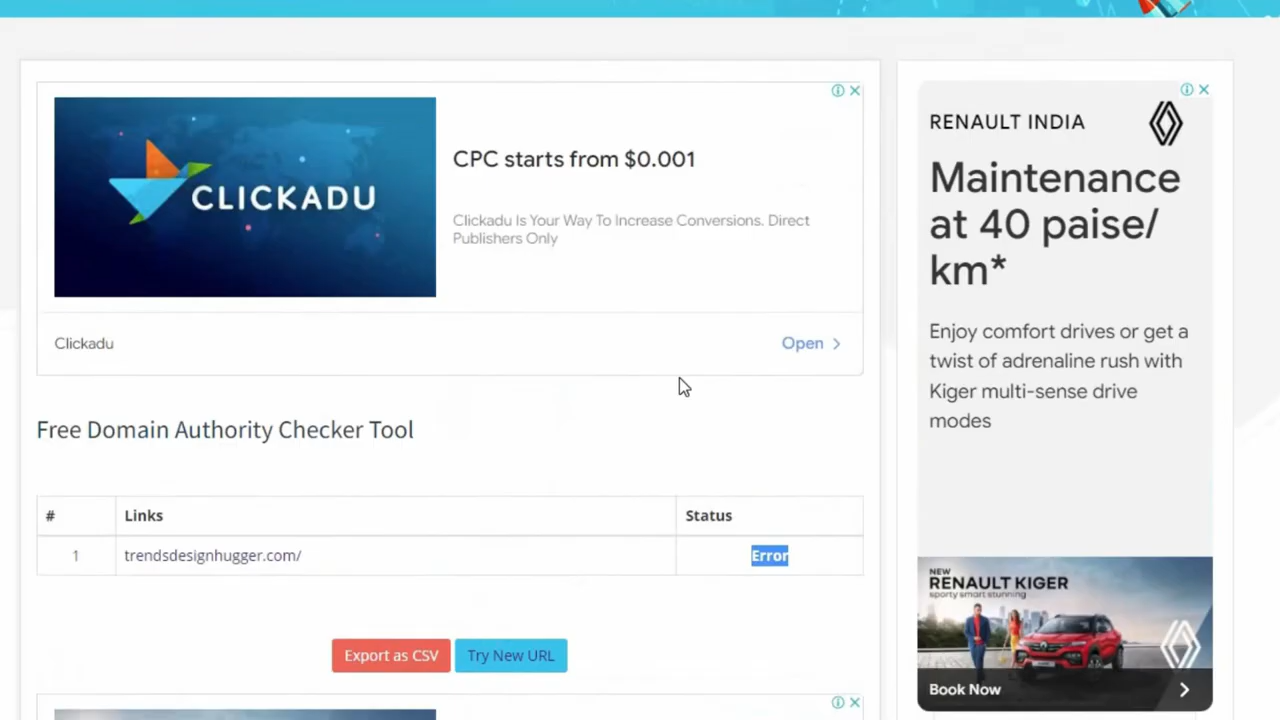 CLICKADU
CPC starts from $0.001
Clickadu Is Your Way To Increase Conversions. Direct
Publishers Only
Clickadu
Open
RENAULT INDIA
Maintenance
at 40 paise/
km*
Enjoy comfort drives or get a
twist of adrenaline rush with
Kiger multi-sense drive
modes
NEW
RENAULT KIGER
sporty smart stunning
Book Now
Free Domain Authority Checker Tool
# Links Status
1 trendsdesignhugger.com/ Error
Export as CSV Try New URL